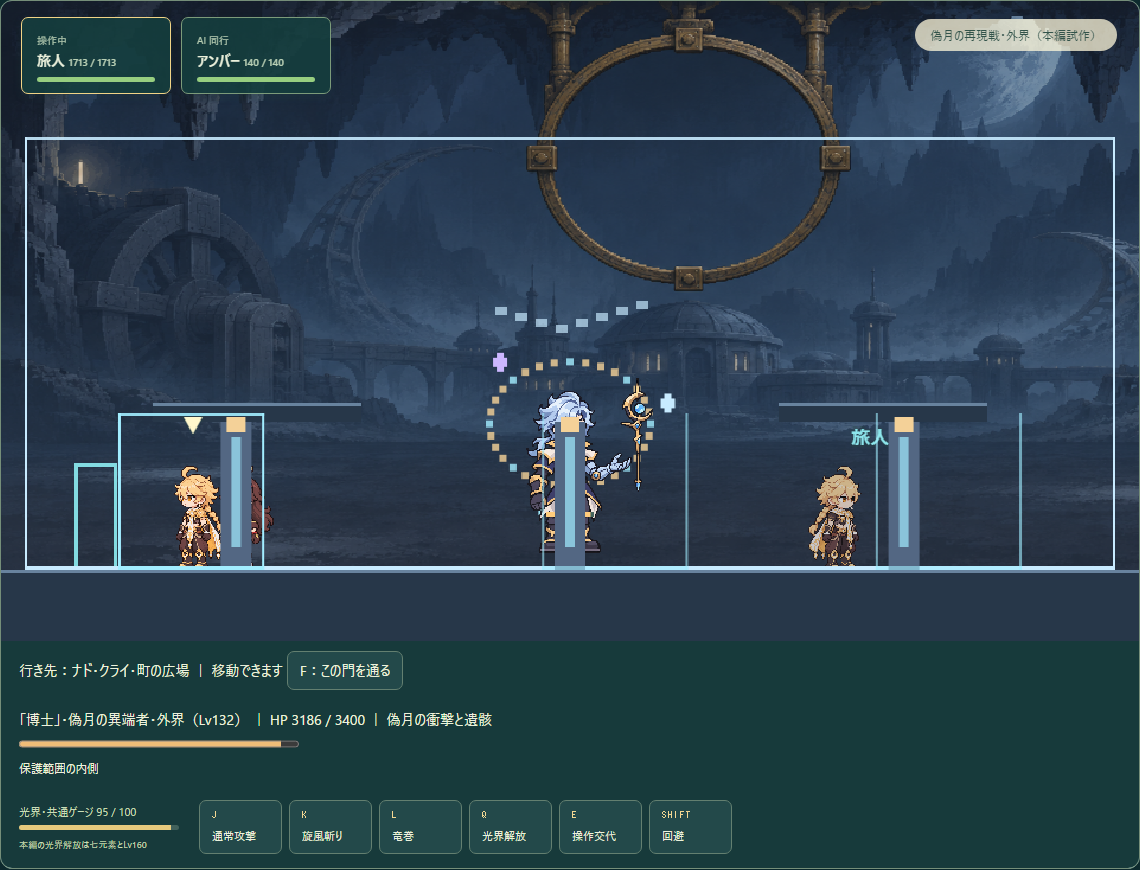 操作中
旅人 1713 / 1713
AI 同行
アンバー 140 / 140
偽月の再現戦・外界（本編試作）
旅人
行き先：ナド・クライ・町の広場 ｜ 移動できます
F：この門を通る
「博士」・偽月の異端者・外界（Lv132） ｜ HP 3186 / 3400 ｜ 偽月の衝撃と遺骸
保護範囲の内側
光界・共通ゲージ 95 / 100
本編の光界解放は七元素とLv160
J
通常攻撃
K
旋風斬り
L
竜巻
Q
光界解放
E
操作交代
SHIFT
回避